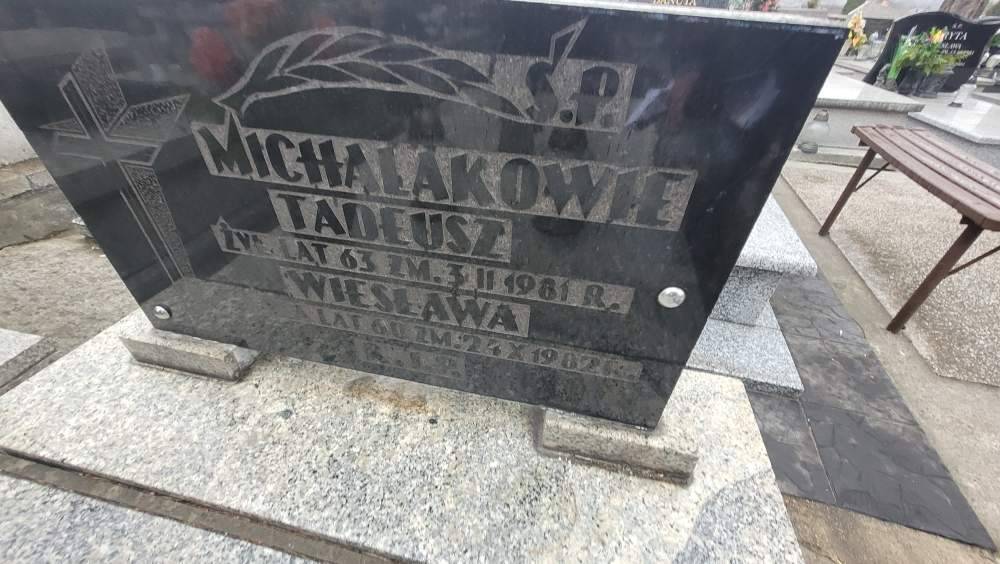 Ś.P.
MICHALAKOWIE
TADEUSZ
ŻYŁ LAT 63 ZM. 3 II 1981 R.
WIESŁAWA
LAT 60 ZM. 24 X 1982 R.